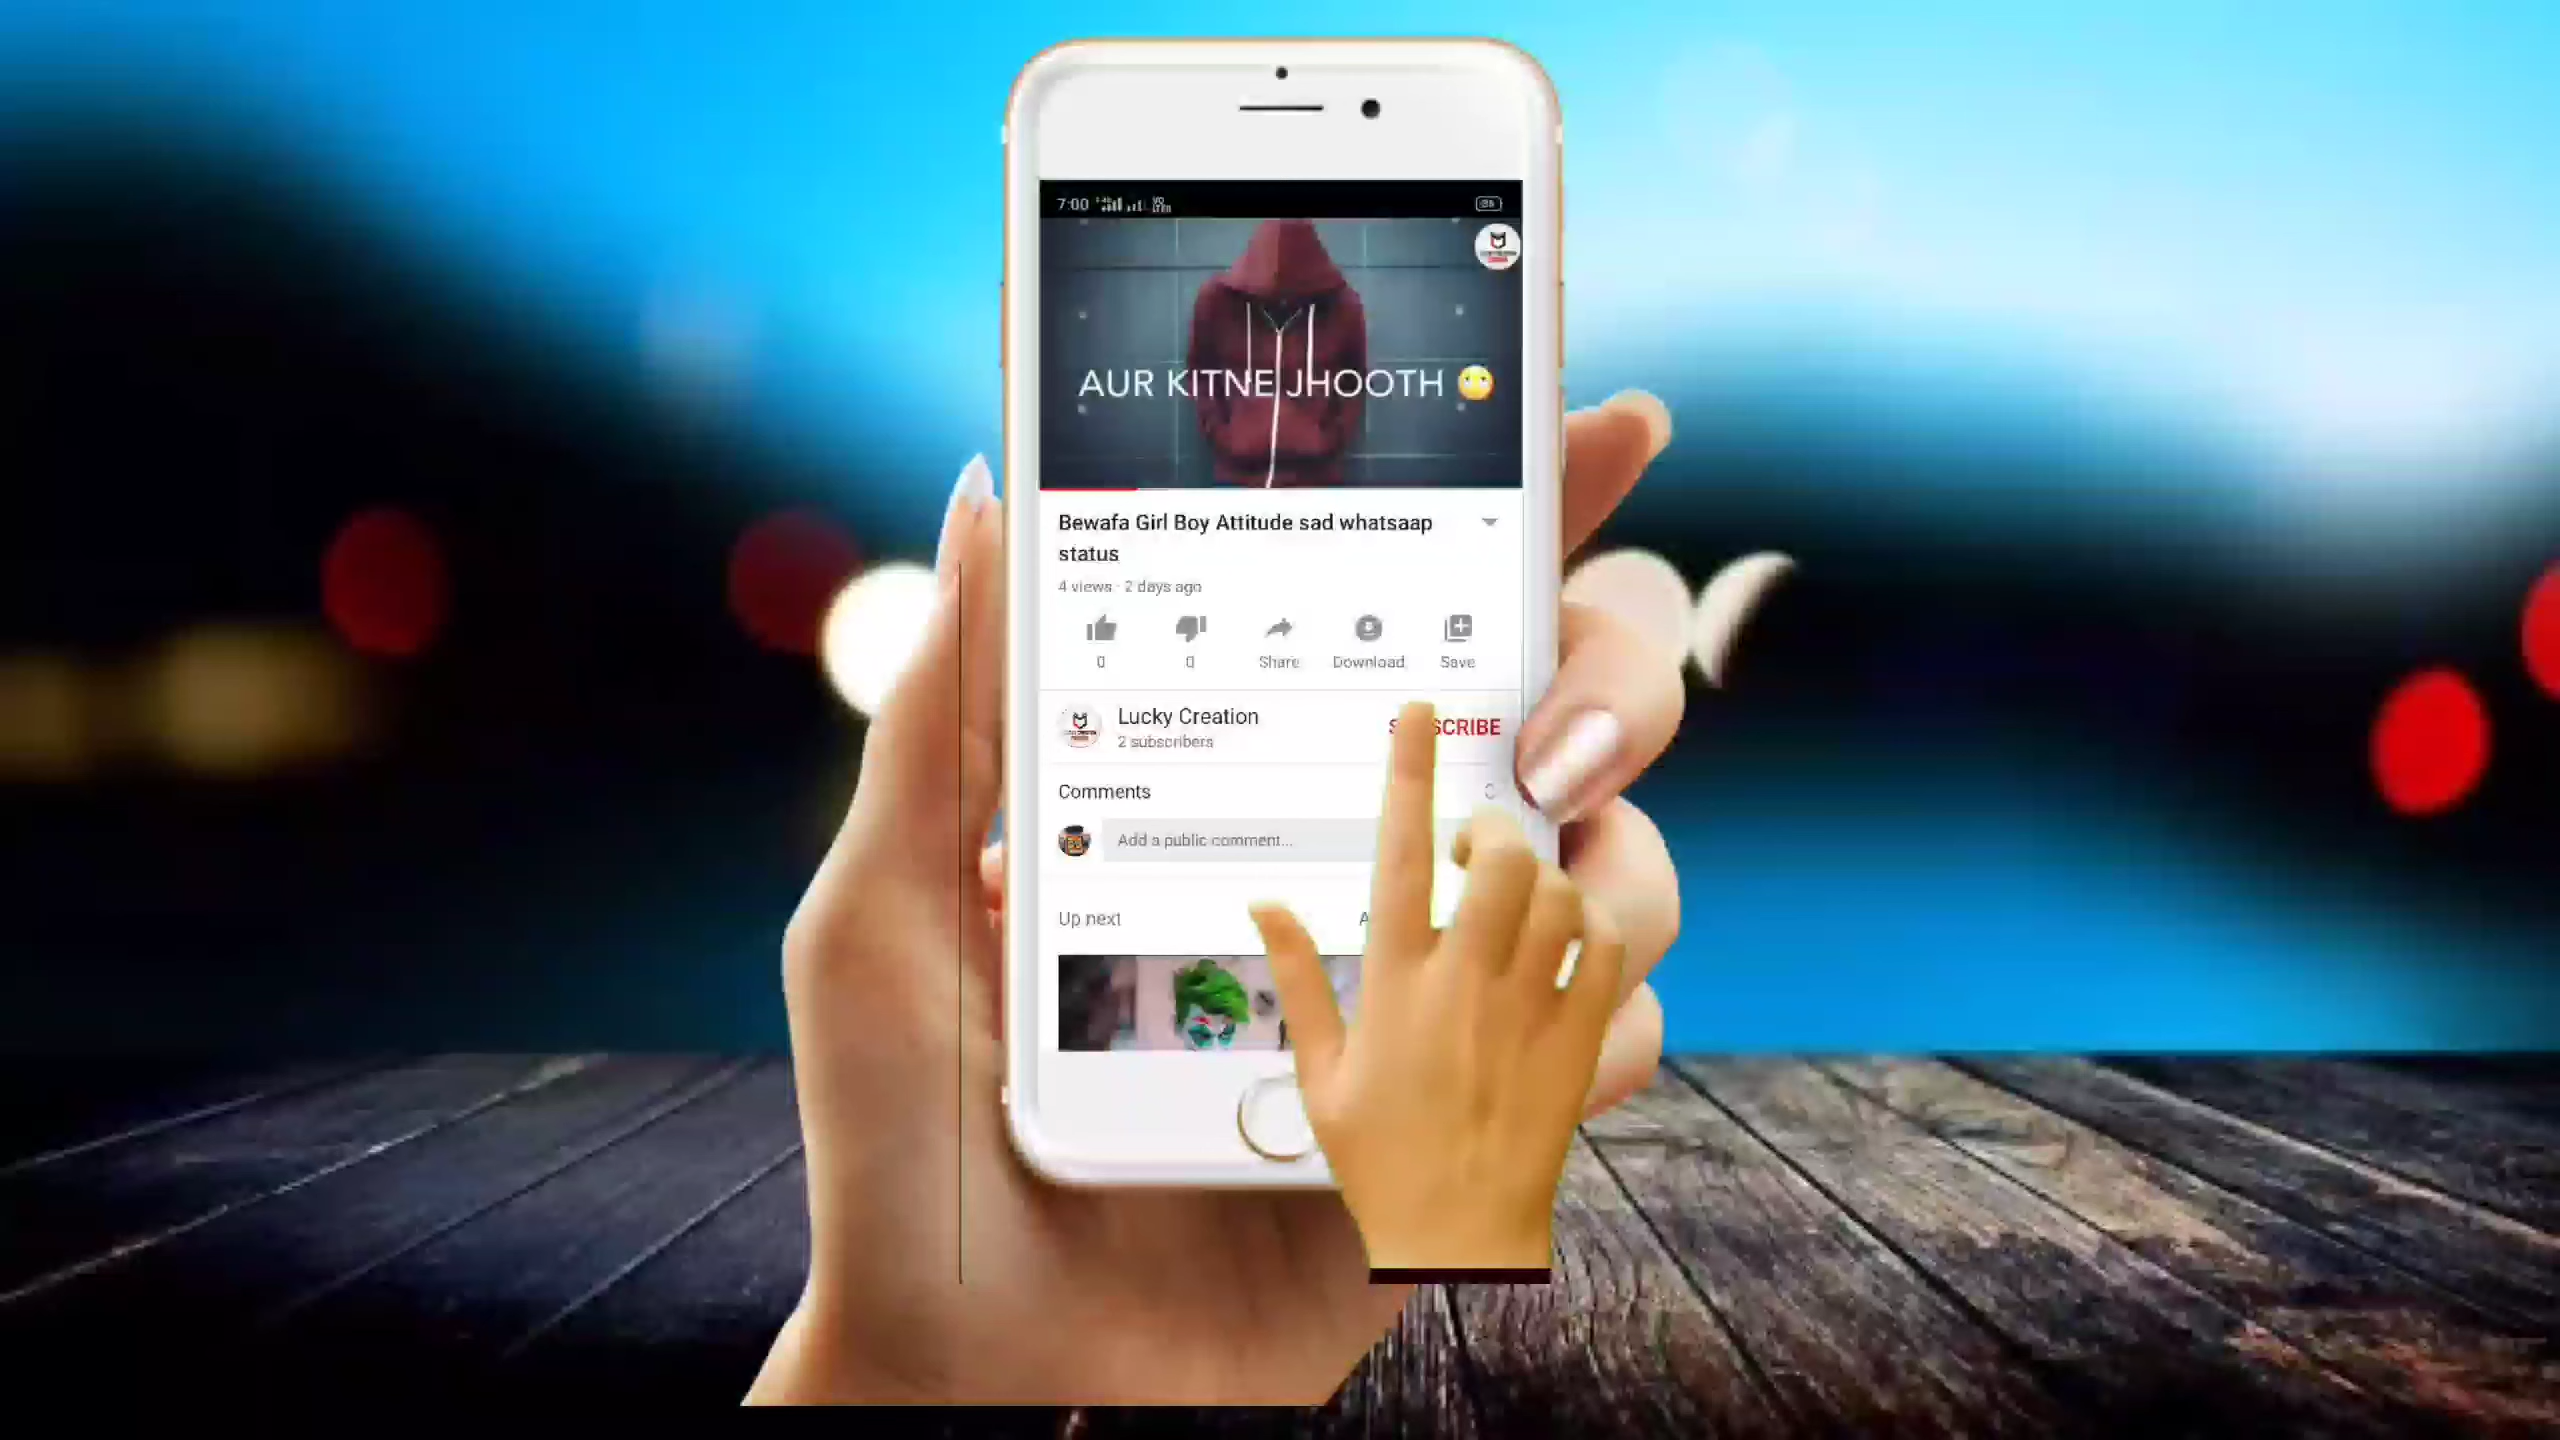 7:00
AUR KITNE JHOOTH
Bewafa Girl Boy Attitude sad whatsaap
status
4 views · 2 days ago
0 0 Share Download Save
Lucky Creation
2 subscribers
Comments
Add a public comment...
Up next